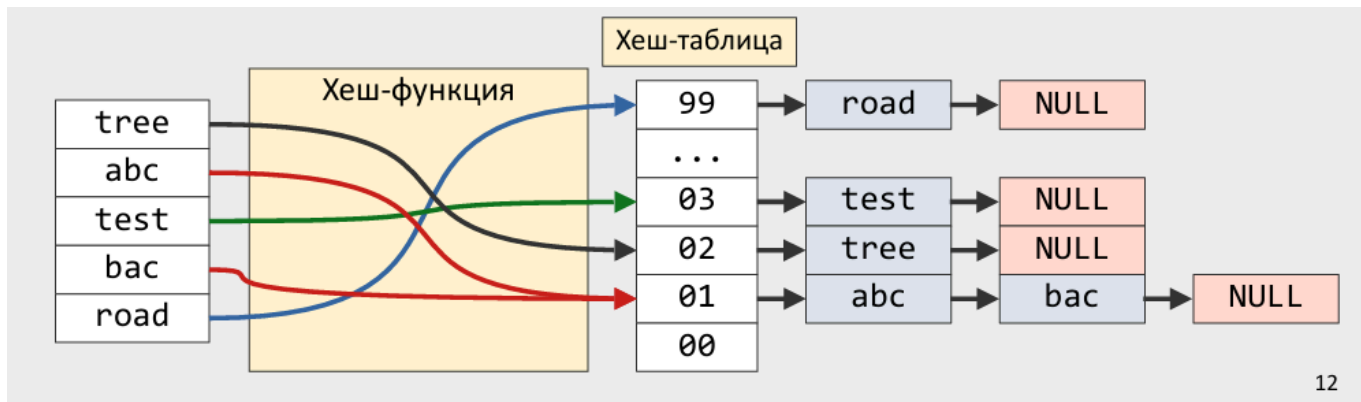 Хеш-таблица
Хеш-функция
tree
abc
test
bac
road
99 road NULL
...
03 test NULL
02 tree NULL
01 abc bac NULL
00
12